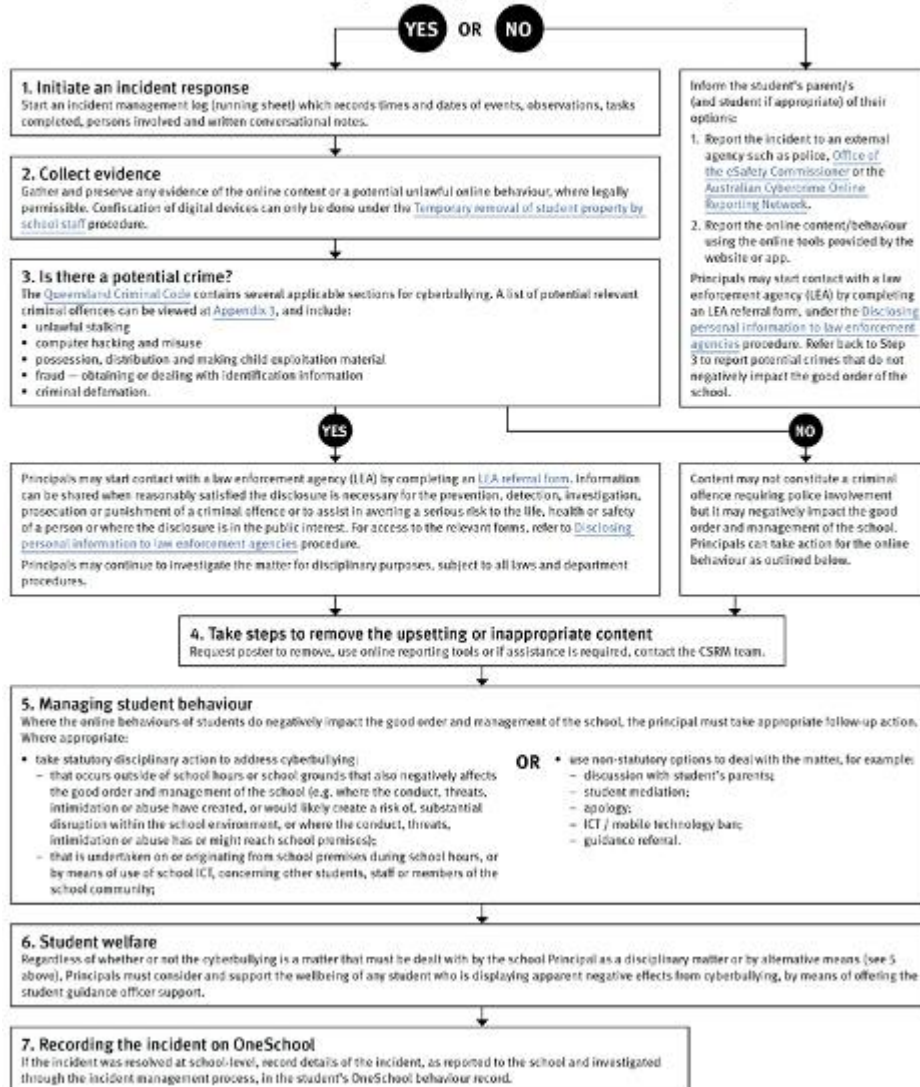 YES OR NO
1. Initiate an incident response
Start an incident management log (running sheet) which records times and dates of events, observations, tasks
completed, persons involved and written conversational notes.
2. Collect evidence
Gather and preserve any evidence of the online content or a potential unlawful online behaviour, where legally
permissible. Confiscation of digital devices can only be done under the Temporary removal of student property by
school staff procedure.
3. Is there a potential crime?
The Queensland Criminal Code contains several applicable sections for cyberbullying. A list of potential relevant
criminal offences can be viewed at Appendix 3, and include:
▪ unlawful stalking
▪ computer hacking and misuse
▪ possession, distribution and making child exploitation material
▪ fraud — obtaining or dealing with identification information
▪ criminal defamation.
Inform the student's parent/s
(and student if appropriate) of their
options:
1. Report the incident to an external
agency such as police, Office of
the eSafety Commissioner or the
Australian Cybercrime Online
Reporting Network.
2. Report the online content/behaviour
using the online tools provided by the
website or app.
Principals may start contact with a law
enforcement agency (LEA) by completing
an LEA referral form, under the Disclosing
personal information to law enforcement
agencies procedure. Refer back to Step
3 to report potential crimes that do not
negatively impact the good order of the
school.
YES
NO
Principals may start contact with a law enforcement agency (LEA) by completing an LEA referral form. Information
can be shared when reasonably satisfied the disclosure is necessary for the prevention, detection, investigation,
prosecution or punishment of a criminal offence or to assist in averting a serious risk to the life, health or safety
of a person or where the disclosure is in the public interest. For access to the relevant forms, refer to Disclosing
personal information to law enforcement agencies procedure.
Principals may continue to investigate the matter for disciplinary purposes, subject to all laws and department
procedures.
Content may not constitute a criminal
offence requiring police involvement
but it may negatively impact the good
order and management of the school.
Principals can take action for the online
behaviour as outlined below.
4. Take steps to remove the upsetting or inappropriate content
Request poster to remove, use online reporting tools or if assistance is required, contact the CSRM team.
5. Managing student behaviour
Where the online behaviours of students do negatively impact the good order and management of the school, the principal must take appropriate follow-up action.
Where appropriate:
▪ take statutory disciplinary action to address cyberbullying:
– that occurs outside of school hours or school grounds that also negatively affects
the good order and management of the school (e.g. where the conduct, threats,
intimidation or abuse have created, or would likely create a risk of, substantial
disruption within the school environment, or where the conduct, threats,
intimidation or abuse has or might reach school premises);
– that is undertaken on or originating from school premises during school hours, or
by means of use of school ICT, concerning other students, staff or members of the
school community;
OR
▪ use non-statutory options to deal with the matter, for example:
– discussion with student's parents;
– student mediation;
– apology;
– ICT / mobile technology ban;
– guidance referral.
6. Student welfare
Regardless of whether or not the cyberbullying is a matter that must be dealt with by the school Principal as a disciplinary matter or by alternative means (see 5
above), Principals must consider and support the wellbeing of any student who is displaying apparent negative effects from cyberbullying, by means of offering the
student guidance officer support.
7. Recording the incident on OneSchool
If the incident was resolved at school-level, record details of the incident, as reported to the school and investigated
through the incident management process, in the student's OneSchool behaviour record.